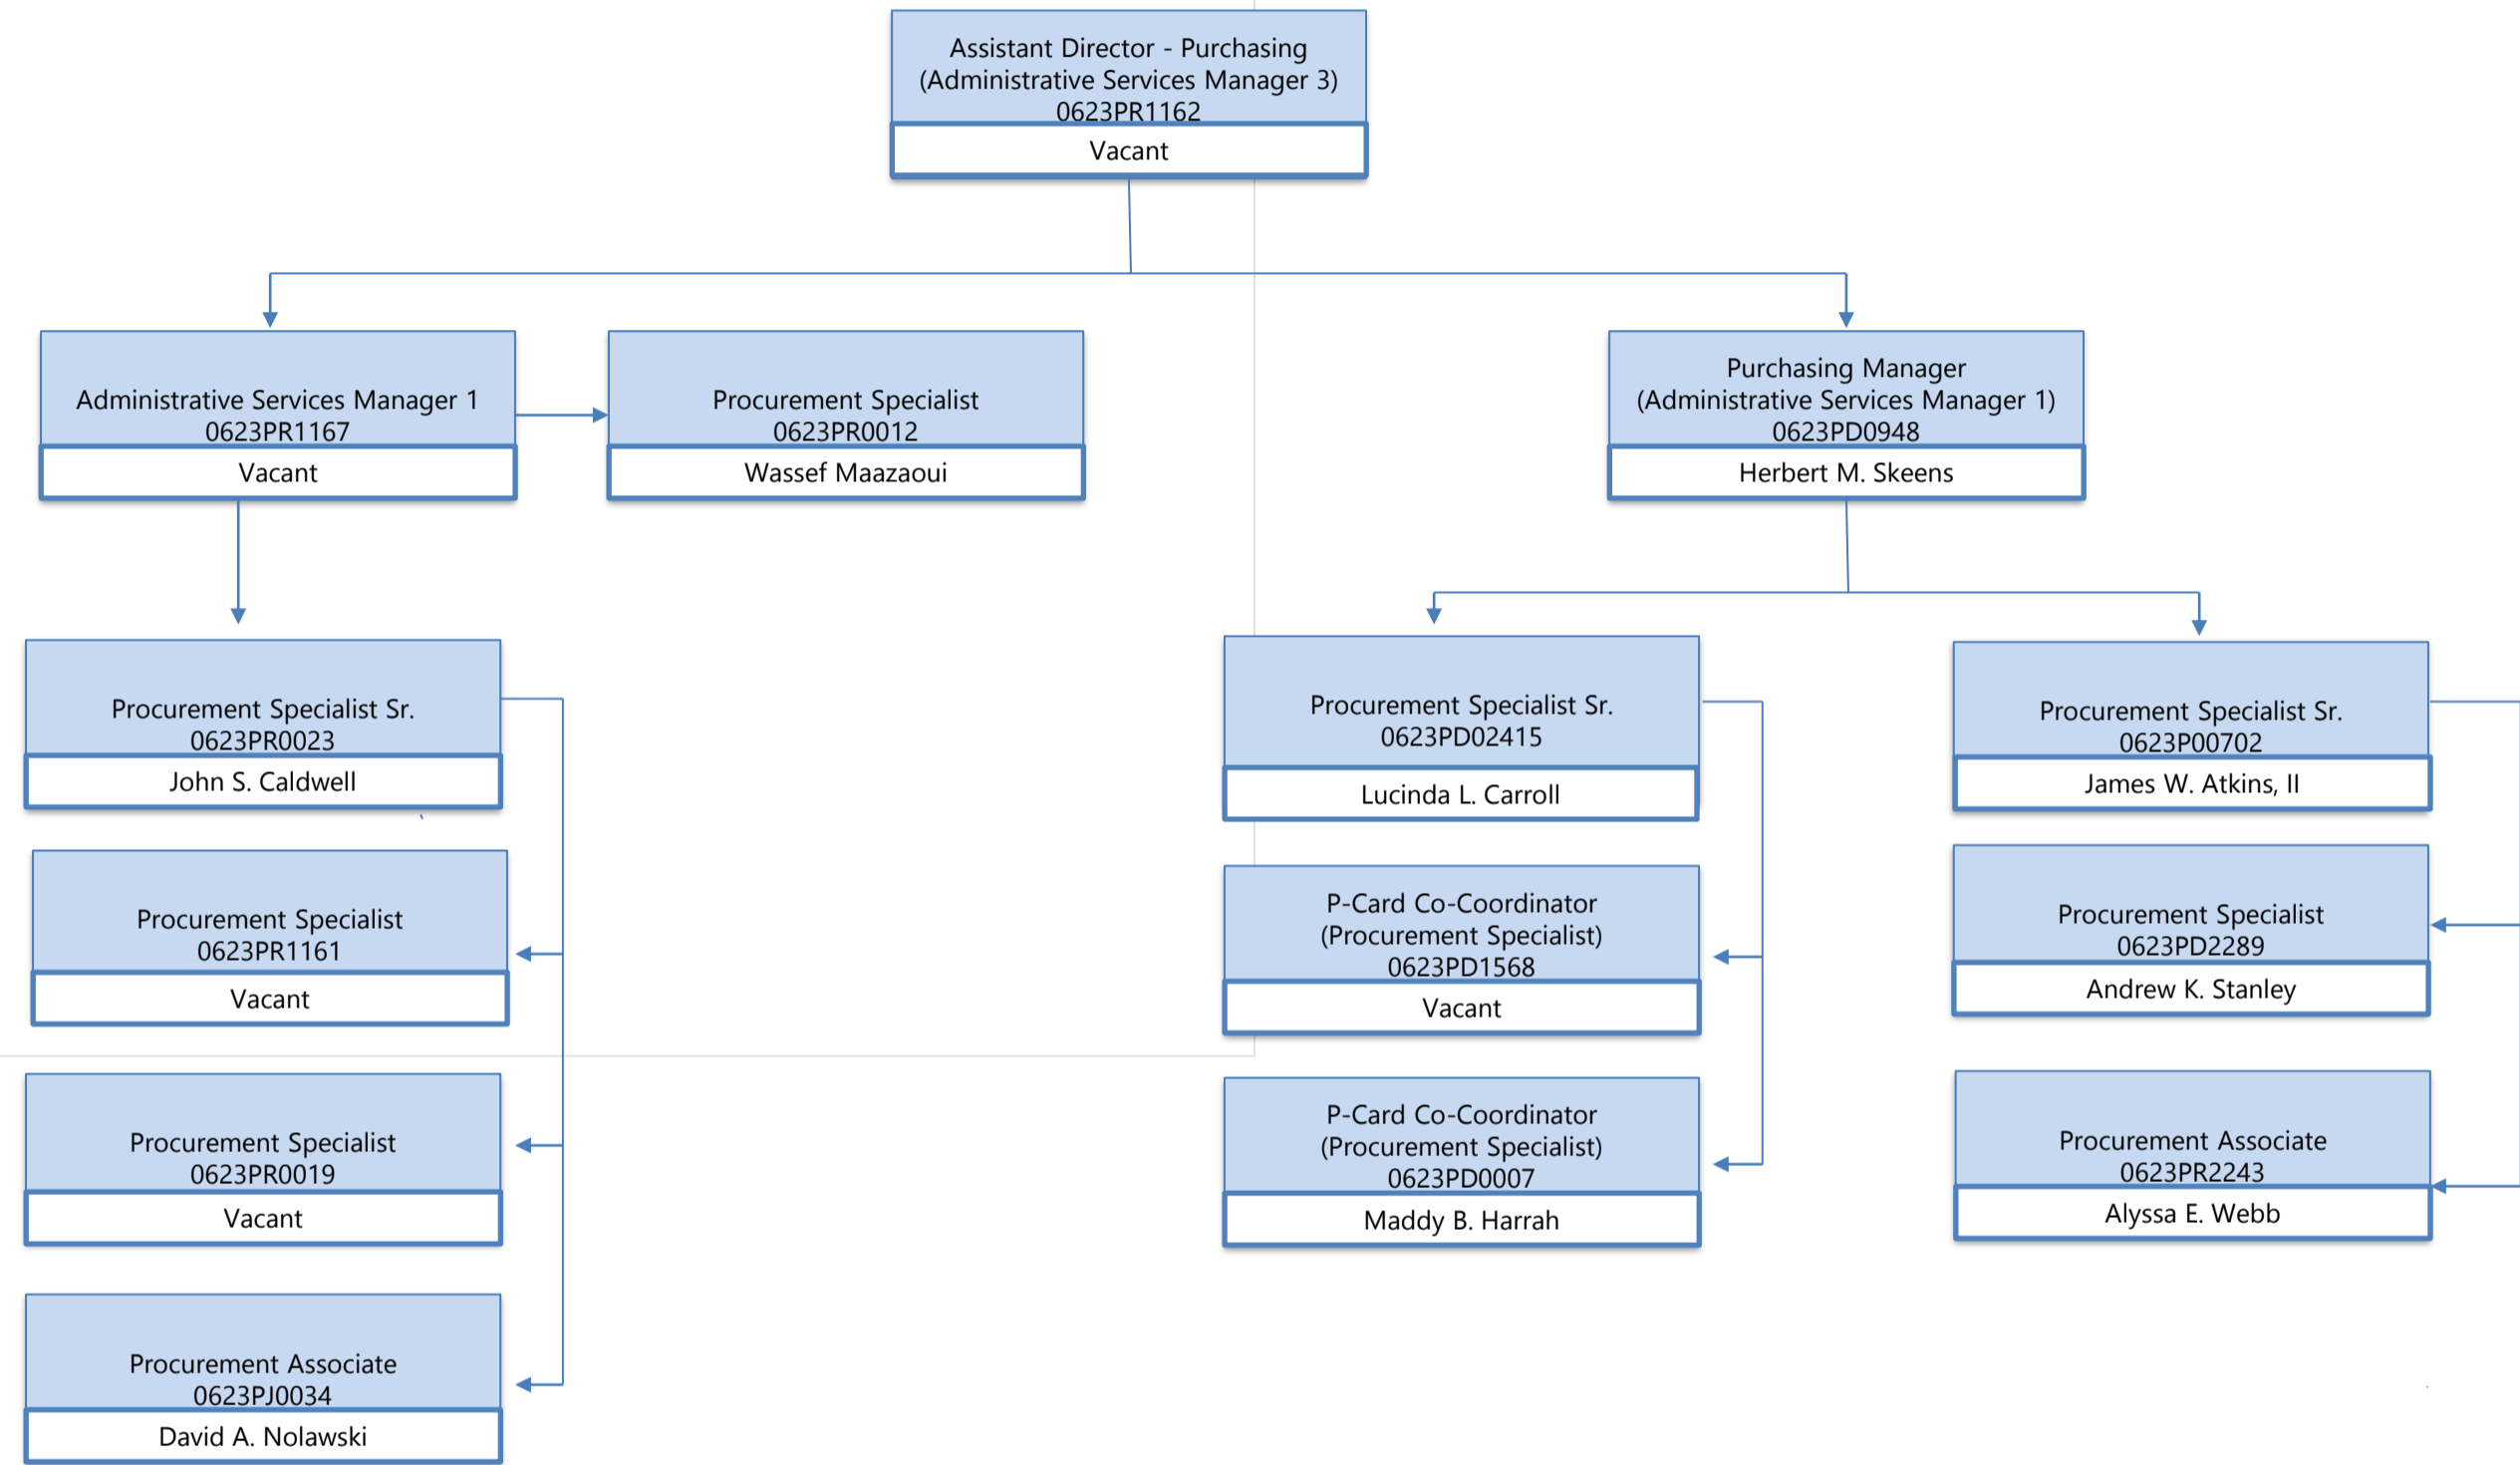 Assistant Director - Purchasing
(Administrative Services Manager 3)
0623PR1162
Vacant
Administrative Services Manager 1
0623PR1167
Vacant
Procurement Specialist
0623PR0012
Wassef Maazaoui
Purchasing Manager
(Administrative Services Manager 1)
0623PD0948
Herbert M. Skeens
Procurement Specialist Sr.
0623PR0023
John S. Caldwell
Procurement Specialist
0623PR1161
Vacant
Procurement Specialist
0623PR0019
Vacant
Procurement Associate
0623PJ0034
David A. Nolawski
Procurement Specialist Sr.
0623PD02415
Lucinda L. Carroll
P-Card Co-Coordinator
(Procurement Specialist)
0623PD1568
Vacant
P-Card Co-Coordinator
(Procurement Specialist)
0623PD0007
Maddy B. Harrah
Procurement Specialist Sr.
0623P00702
James W. Atkins, II
Procurement Specialist
0623PD2289
Andrew K. Stanley
Procurement Associate
0623PR2243
Alyssa E. Webb